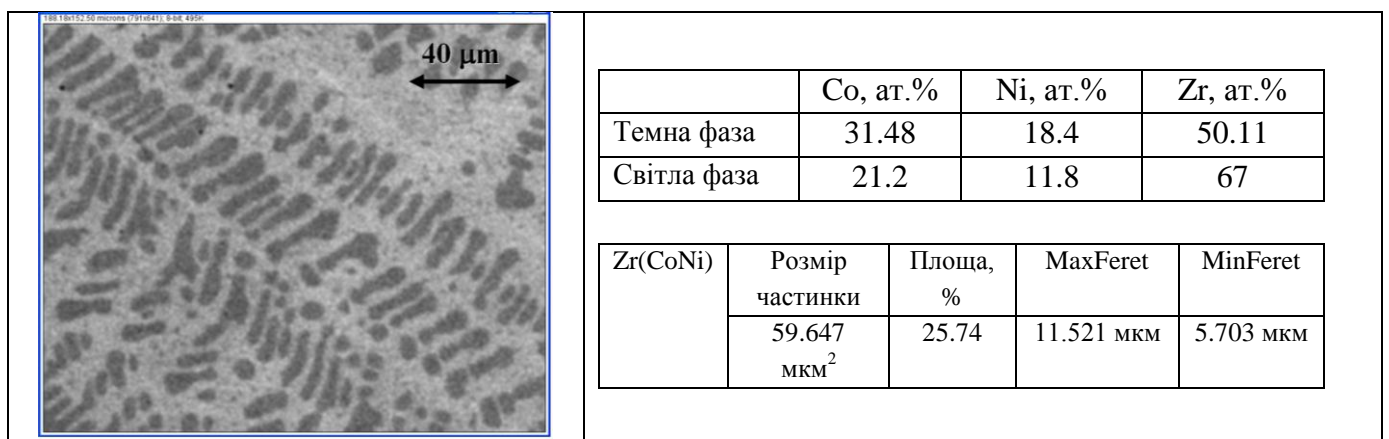 188.18x152.50 microns (791x641); 8-bit; 495K
40 μm
Co, ат.% Ni, ат.% Zr, ат.%
Темна фаза 31.48 18.4 50.11
Світла фаза 21.2 11.8 67
Zr(CoNi) Розмір частинки Площа, % MaxFeret MinFeret
59.647 мкм² 25.74 11.521 мкм 5.703 мкм